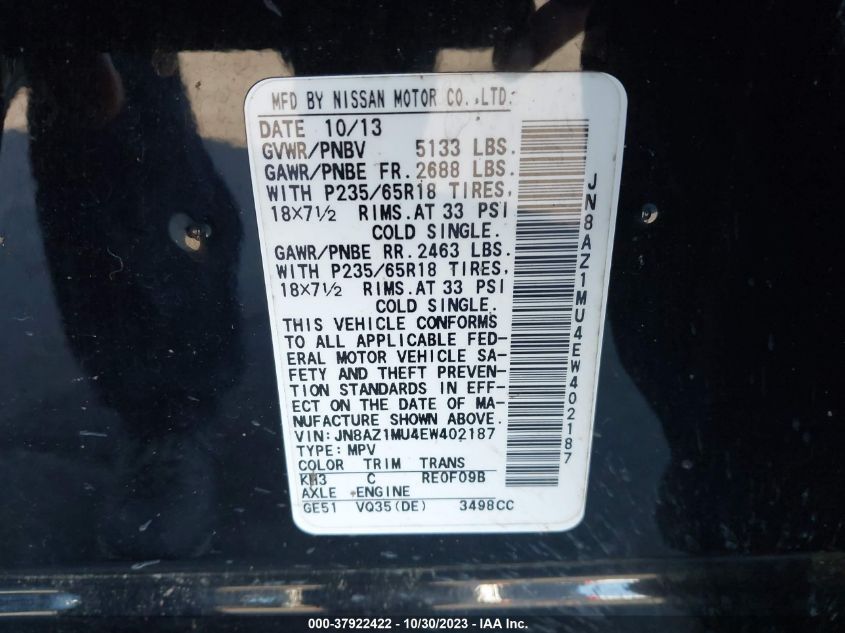 MFD BY NISSAN MOTOR CO.,LTD.
DATE 10/13
GVWR/PNBV 5133 LBS.
GAWR/PNBE FR. 2688 LBS.
WITH P235/65R18 TIRES,
18X7½ RIMS. AT 33 PSI
COLD SINGLE.
GAWR/PNBE RR. 2463 LBS.
WITH P235/65R18 TIRES,
18X7½ RIMS. AT 33 PSI
COLD SINGLE.
THIS VEHICLE CONFORMS
TO ALL APPLICABLE FED-
ERAL MOTOR VEHICLE SA-
FETY AND THEFT PREVEN-
TION STANDARDS IN EFF-
ECT ON THE DATE OF MA-
NUFACTURE SHOWN ABOVE.
VIN: JN8AZ1MU4EW402187
TYPE: MPV
COLOR TRIM TRANS
KH3 C RE0F09B
AXLE ENGINE
GE51 VQ35(DE) 3498CC
JN8AZ1MU4EW402187
000-37922422 - 10/30/2023 - IAA Inc.